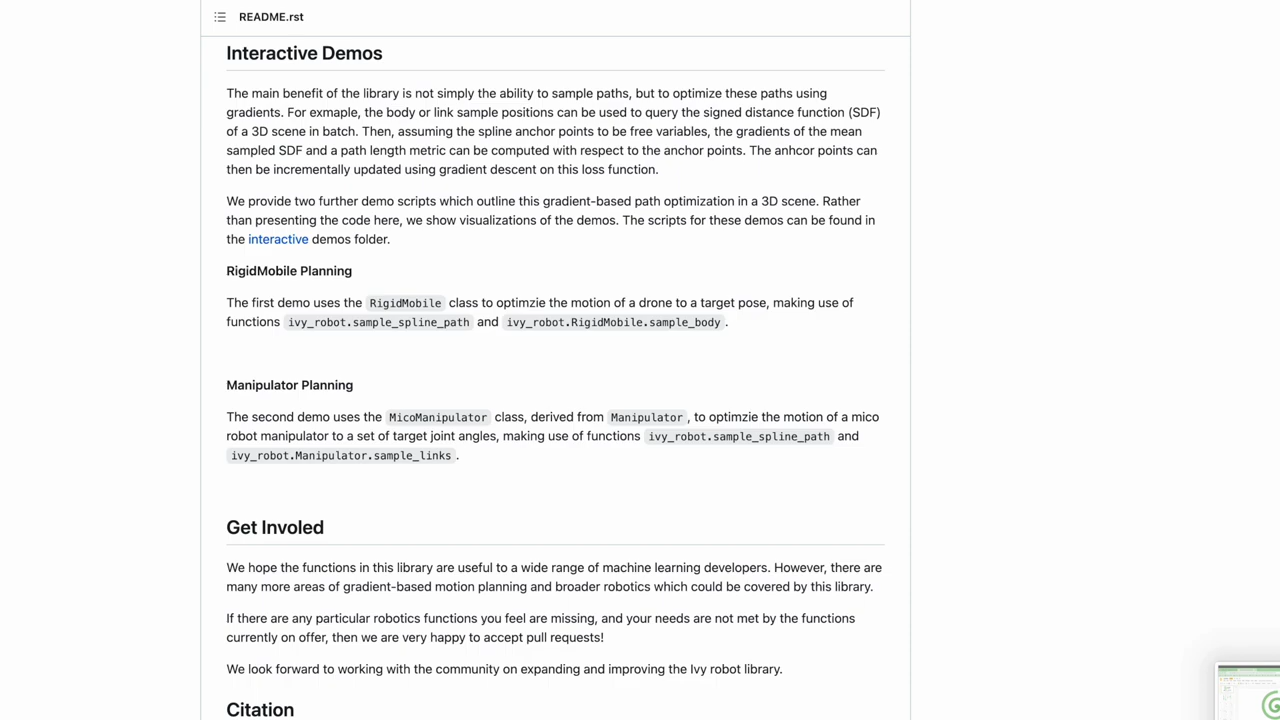 README.rst
Interactive Demos
The main benefit of the library is not simply the ability to sample paths, but to optimize these paths using
gradients. For exmaple, the body or link sample positions can be used to query the signed distance function (SDF)
of a 3D scene in batch. Then, assuming the spline anchor points to be free variables, the gradients of the mean
sampled SDF and a path length metric can be computed with respect to the anchor points. The anhcor points can
then be incrementally updated using gradient descent on this loss function.
We provide two further demo scripts which outline this gradient-based path optimization in a 3D scene. Rather
than presenting the code here, we show visualizations of the demos. The scripts for these demos can be found in
the interactive demos folder.
RigidMobile Planning
The first demo uses the RigidMobile class to optimzie the motion of a drone to a target pose, making use of
functions ivy_robot.sample_spline_path and ivy_robot.RigidMobile.sample_body.
Manipulator Planning
The second demo uses the MicoManipulator class, derived from Manipulator, to optimzie the motion of a mico
robot manipulator to a set of target joint angles, making use of functions ivy_robot.sample_spline_path and
ivy_robot.Manipulator.sample_links.
Get Involed
We hope the functions in this library are useful to a wide range of machine learning developers. However, there are
many more areas of gradient-based motion planning and broader robotics which could be covered by this library.
If there are any particular robotics functions you feel are missing, and your needs are not met by the functions
currently on offer, then we are very happy to accept pull requests!
We look forward to working with the community on expanding and improving the Ivy robot library.
Citation